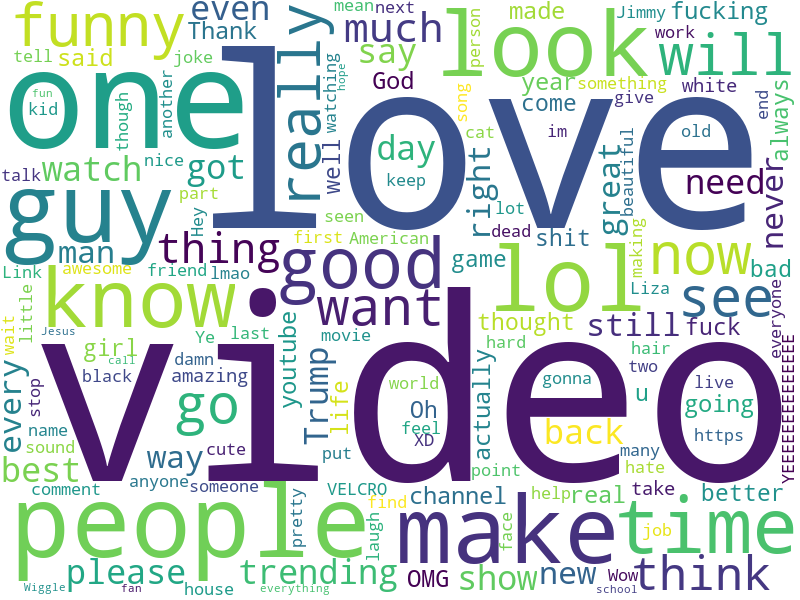 funny
even
Thank
really
much
look
made
Jimmy
fucking
mean
next
person
work
will
tell
said
joke
say
God
year
something
white
one
love
fun
kid
though
another
watching
hope
song
come
give
end
always
talk
watch
nice
got
well
day
cat
im
old
keep
right
great
beautiful
need
never
guy
part
Hey
seen
lot
dead
shit
man
thing
first
American
game
making
now
bad
Link
awesome
friend
lmao
good
lol
Liza
see
everyone
know
want
thought
still
fuck
little
wait
Jesus
girl
call
Ye
last
youtube
Trump
movie
life
hard
hair
two
YEEEEEEEEEEEEEE
video
every
stop
black
damn
amazing
go
world
Oh
feel
XD
actually
gonna
u
live
going
https
back
name
sound
cute
way
put
point
many
hate
best
comment
anyone
someone
pretty
VELCRO
find
channel
help
real
take
better
people
laugh
make
face
time
job
please
trending
OMG
show
new
Wow
think
Wiggle
fan
house
everything
school